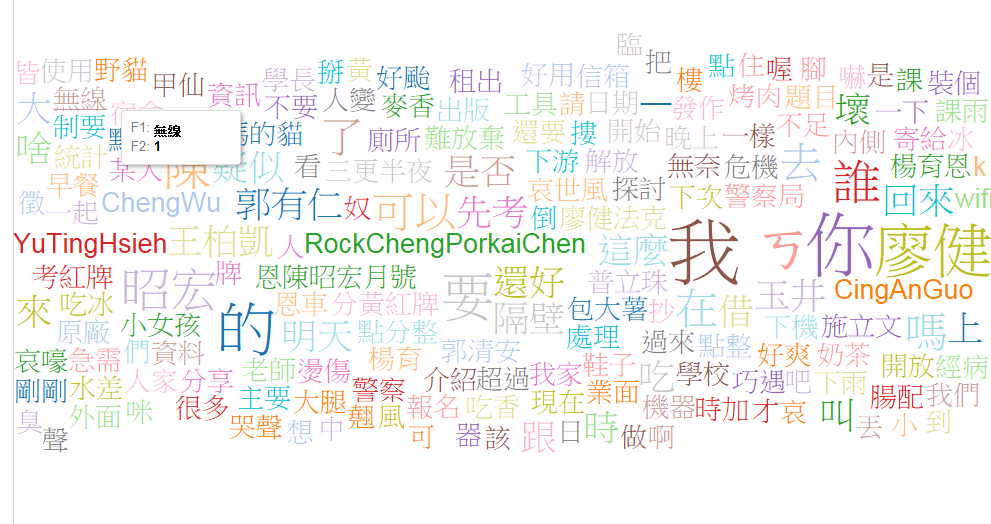 臨 把
皆 使用 野貓 甲仙 學長 掰 黃 好颱 租出 好用 信箱 樓 點 住 喔 腳 嚇 是 課 裝個
大 無線 資訊 不要 人變 麥香 出版 工具 請 日期 一 發作 烤肉 題目 壞 一下 課雨
啥 制要 F1: 無線 的貓 了 廁所 難放棄 還要 摟 開始 晚上 一樣 不足 內側 寄給 冰
F2: 1
統計 某人 陳 疑似 看 三更半夜 是否 下游 解放 無奈 危機 去 誰 楊育恩 k
早餐 哀世風 探討 下次 警察局 回來 wifi
徵 一起 ChengWu 郭有仁 奴 可以 先考 倒 廖健法克
YuTingHsieh 王柏凱 人 RockChengPorkaiChen 這麼 我 ㄢ 你 廖健
考紅牌 昭宏 牌 恩陳昭宏月號 要 還好 普立珠 玉井 CingAnGuo
來 吃冰 小女孩 的 恩車 分黃紅牌 隔壁 包大薯 抄 在 借
原廠 明天 點分整 處理 過來 點整 下機 施立文 嗎 上
哀嚎 急需 們 資料 老師 燙傷 楊育 郭清安 我家 鞋子 吃 學校 巧遇 吧 好爽 奶茶 開放 經病
剛剛 水差 人家 分享 主要 大腿 警察 介紹 超過 現在 業面 機器 時加 才 哀 下雨 腸配 我們
臭 外面 咪 很多 哭聲 想 中 翹 風 報名 吃香 叫 丟 小 到
聲 可 器 該 跟 日 時 做 啊